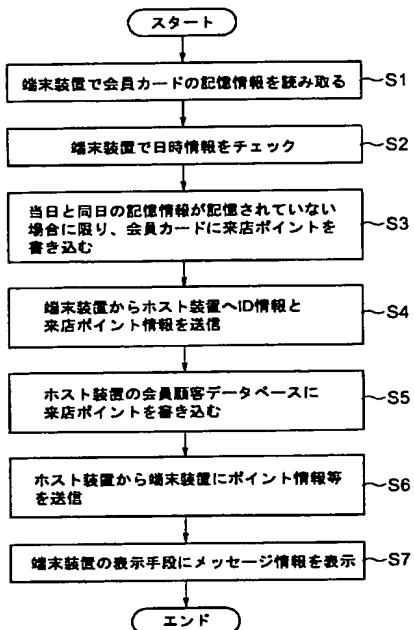 スタート
端末装置で会員カードの記憶情報を読み取る
S1
端末装置で日時情報をチェック
S2
当日と同日の記憶情報が記憶されていない
場合に限り、会員カードに来店ポイントを
書き込む
S3
端末装置からホスト装置へID情報と
来店ポイント情報を送信
S4
ホスト装置の会員顧客データベースに
来店ポイントを書き込む
S5
ホスト装置から端末装置にポイント情報等
を送信
S6
端末装置の表示手段にメッセージ情報を表示
S7
エンド